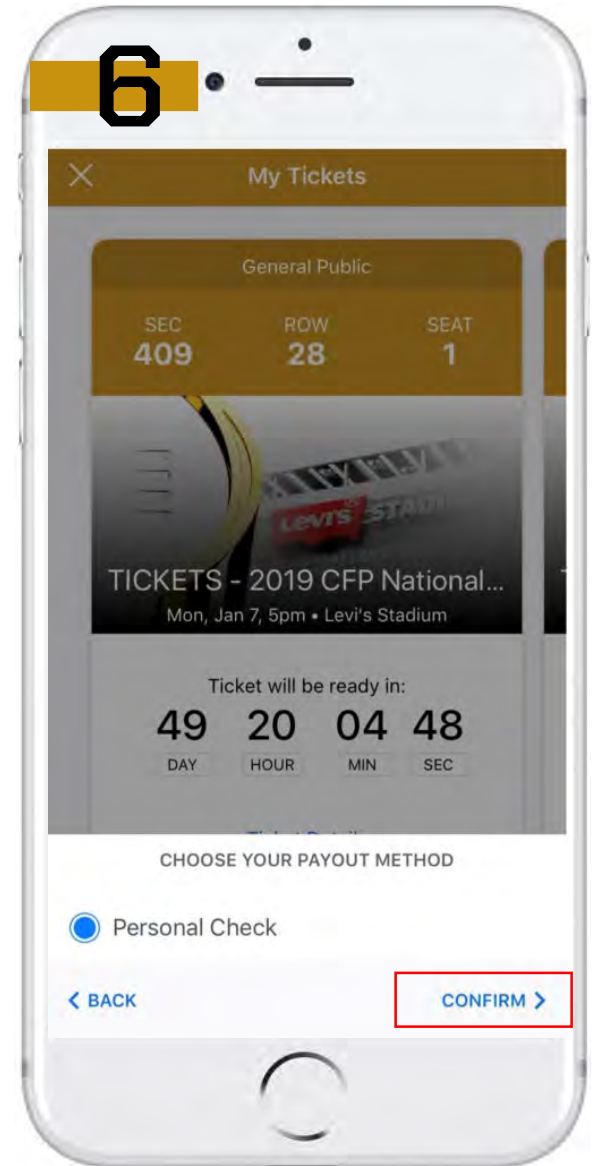 6
My Tickets
General Public
SEC ROW SEAT
409 28 1
LEVI'S STADI
TICKETS - 2019 CFP National...
Mon, Jan 7, 5pm • Levi's Stadium
Ticket will be ready in:
49 20 04 48
DAY HOUR MIN SEC
CHOOSE YOUR PAYOUT METHOD
Personal Check
BACK CONFIRM